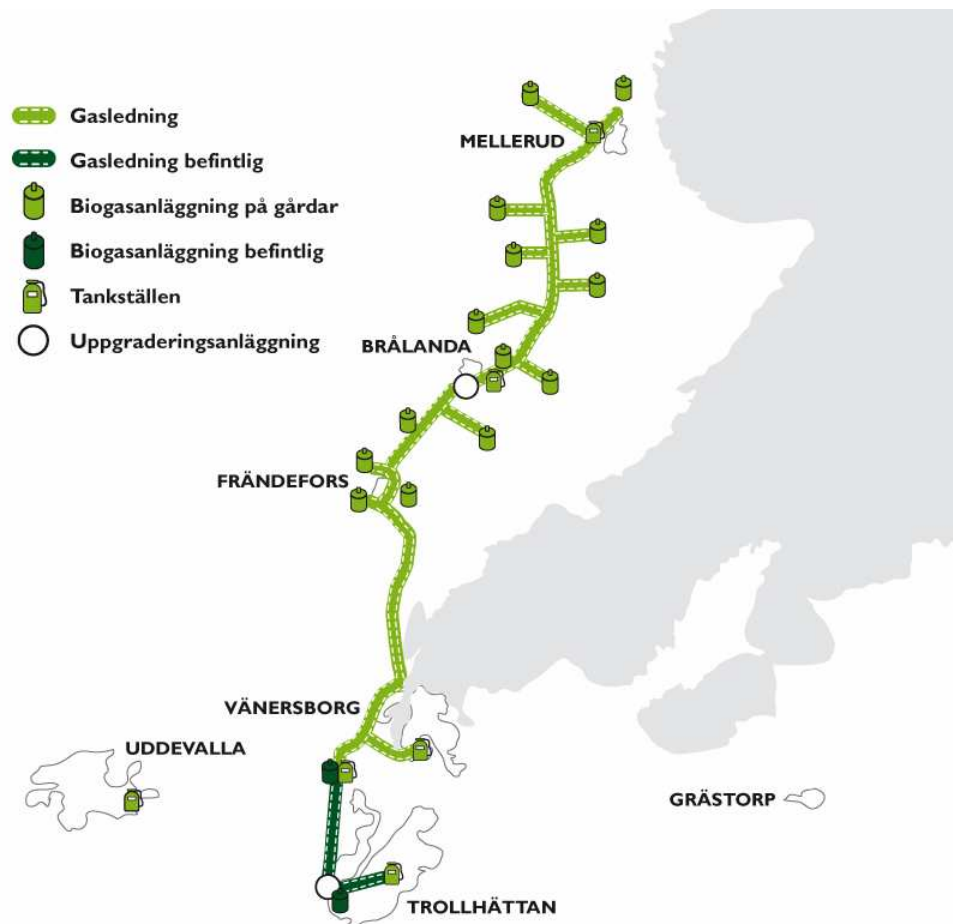 Gasledning
Gasledning befintlig
Biogasanläggning på gårdar
Biogasanläggning befintlig
Tankställen
Uppgraderingsanläggning
MELLERUD
BRÅLANDA
FRÄNDEFORS
VÄNERSBORG
UDDEVALLA
GRÄSTORP
TROLLHÄTTAN